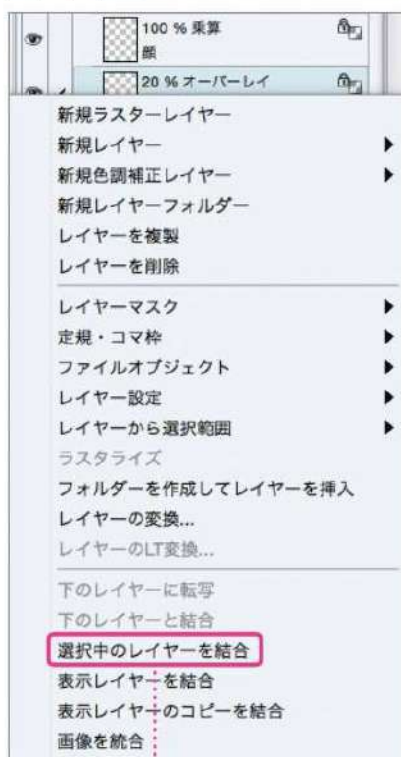 100 % 乗算
顔
20 % オーバーレイ
新規ラスターレイヤー
新規レイヤー
新規色調補正レイヤー
新規レイヤーフォルダー
レイヤーを複製
レイヤーを削除
レイヤーマスク
定規・コマ枠
ファイルオブジェクト
レイヤー設定
レイヤーから選択範囲
ラスタライズ
フォルダーを作成してレイヤーを挿入
レイヤーの変換...
レイヤーのLT変換...
下のレイヤーに転写
下のレイヤーと結合
選択中のレイヤーを結合
表示レイヤーを結合
表示レイヤーのコピーを結合
画像を統合